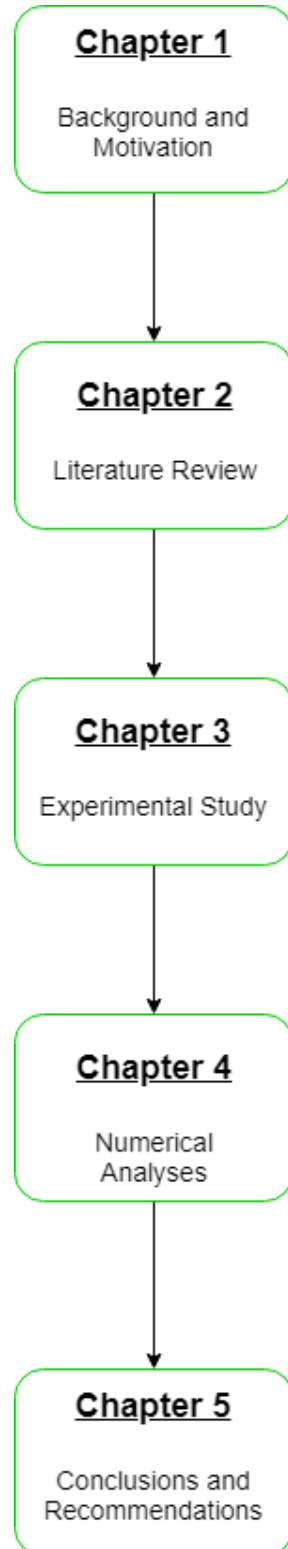 Chapter 1
Background and
Motivation
Chapter 2
Literature Review
Chapter 3
Experimental Study
Chapter 4
Numerical
Analyses
Chapter 5
Conclusions and
Recommendations